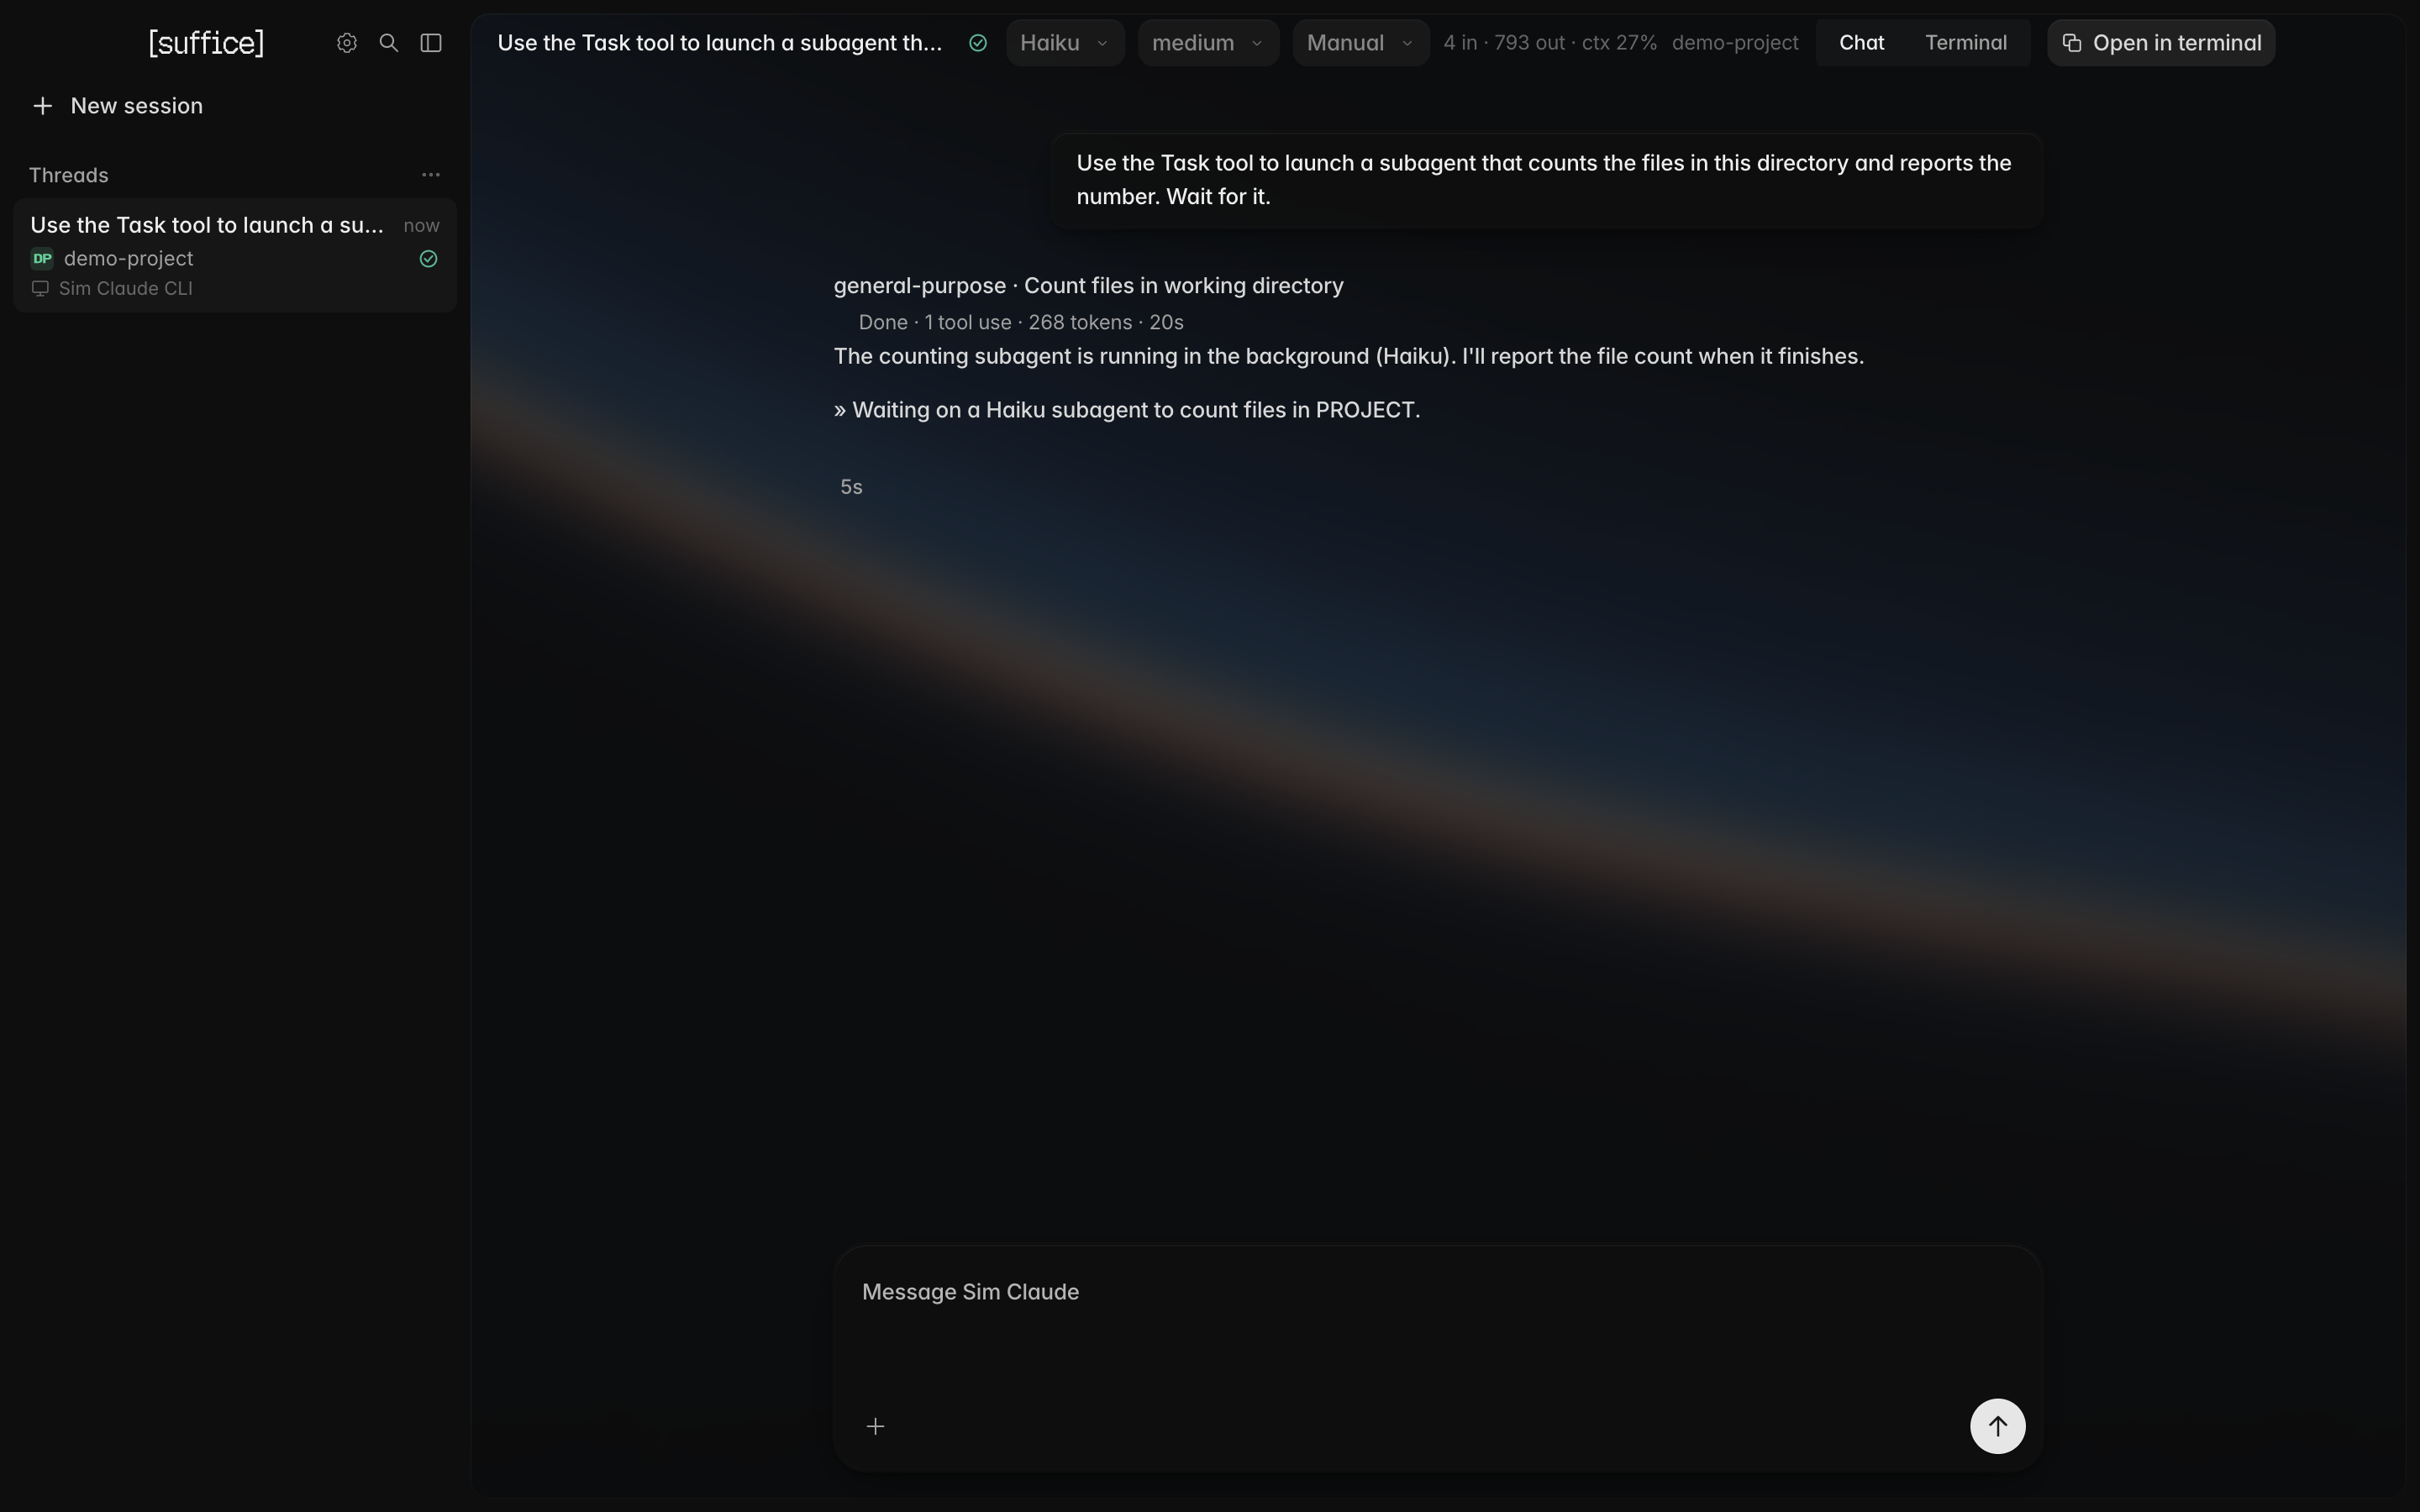 [suffice]
New session
Threads
Use the Task tool to launch a su... now
DP demo-project
Sim Claude CLI
Use the Task tool to launch a subagent th... Haiku medium Manual 4 in · 793 out · ctx 27% demo-project Chat Terminal Open in terminal
Use the Task tool to launch a subagent that counts the files in this directory and reports the
number. Wait for it.
general-purpose · Count files in working directory
Done · 1 tool use · 268 tokens · 20s
The counting subagent is running in the background (Haiku). I'll report the file count when it finishes.
» Waiting on a Haiku subagent to count files in PROJECT.
5s
Message Sim Claude